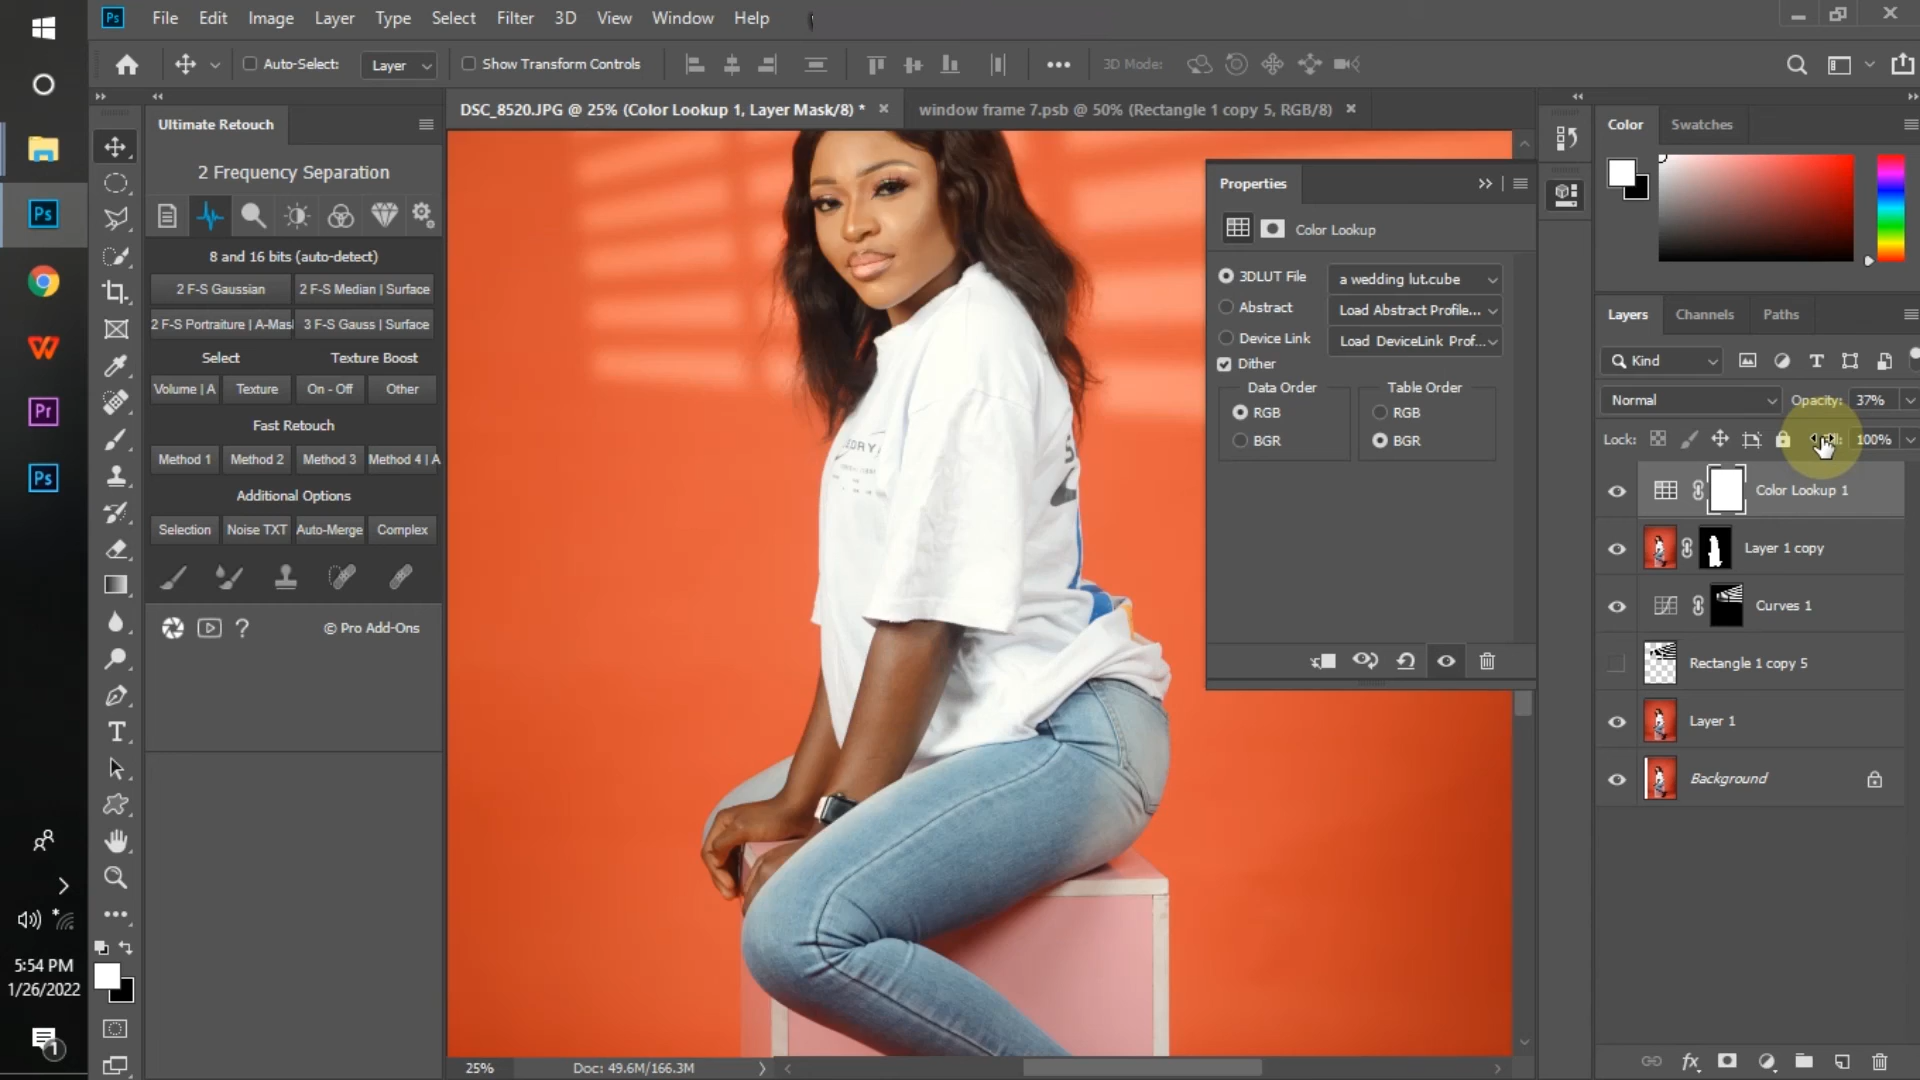 Ps File Edit Image Layer Type Select Filter 3D View Window Help
Auto-Select: Layer Show Transform Controls 3D Mode:
DSC_8520.JPG @ 25% (Color Lookup 1, Layer Mask/8) * window frame 7.psb @ 50% (Rectangle 1 copy 5, RGB/8)
Ultimate Retouch
2 Frequency Separation
8 and 16 bits (auto-detect)
2 F-S Gaussian 2 F-S Median | Surface
2 F-S Portraiture | A-Mas 3 F-S Gauss | Surface
Select Texture Boost
Volume | A Texture On - Off Other
Fast Retouch
Method 1 Method 2 Method 3 Method 4 | A
Additional Options
Selection Noise TXT Auto-Merge Complex
? © Pro Add-Ons
Properties
Color Lookup
3DLUT File a wedding lut.cube
Abstract Load Abstract Profile...
Device Link Load DeviceLink Prof...
Dither
Data Order Table Order
RGB RGB
BGR BGR
Color Swatches
Layers Channels Paths
Kind
Normal Opacity: 37%
Lock: 100%
Color Lookup 1
Layer 1 copy
Curves 1
Rectangle 1 copy 5
Layer 1
Background
fx
Ps
Pr
Ps
5:54 PM
1/26/2022
1
25% Doc: 49.6M/166.3M